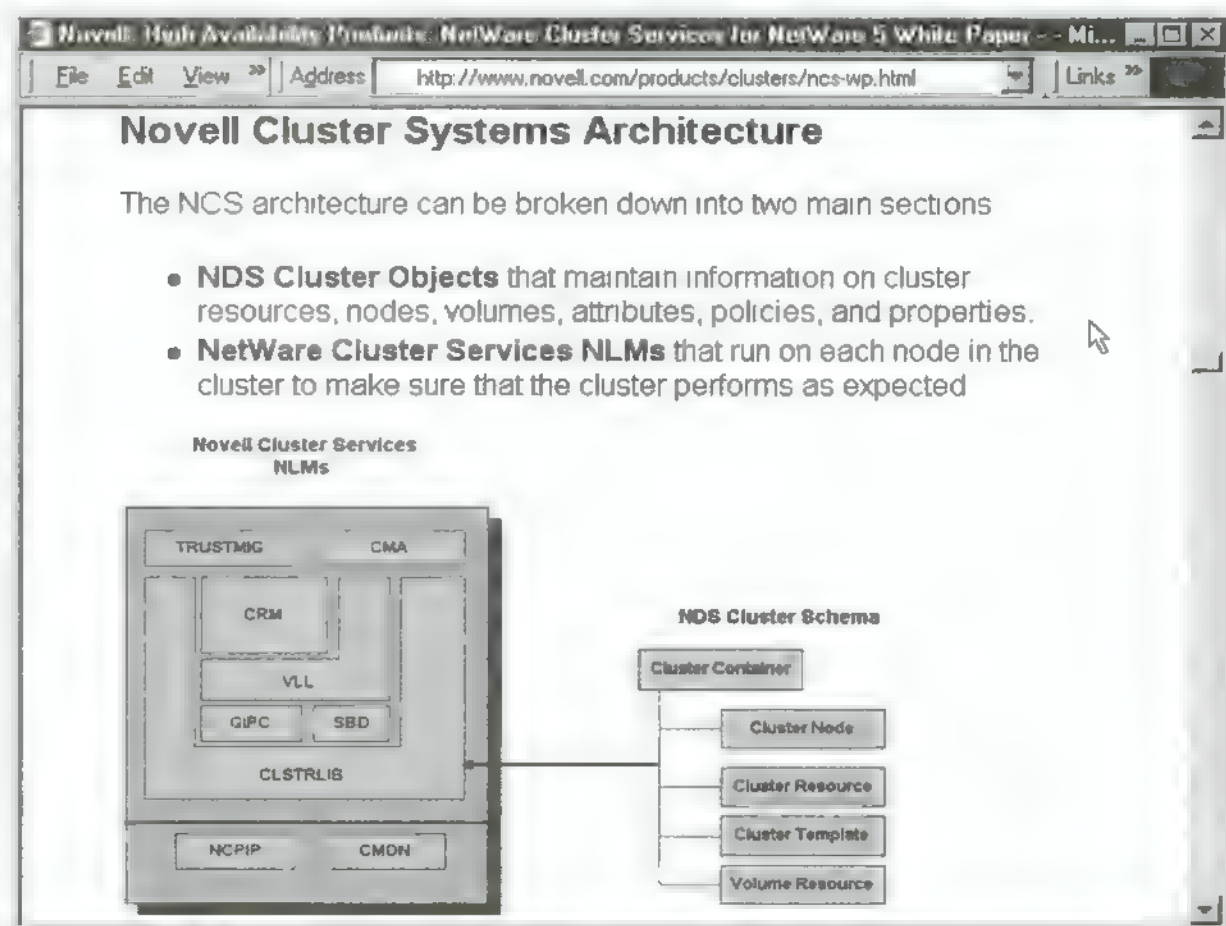 Novell: High Availability Products: NetWare Cluster Services for NetWare 5 White Paper - Mi...
File Edit View » Address http://www.novell.com/products/clusters/ncs-wp.html Links »
Novell Cluster Systems Architecture
The NCS architecture can be broken down into two main sections
• NDS Cluster Objects that maintain information on cluster
resources, nodes, volumes, attributes, policies, and properties.
• NetWare Cluster Services NLMs that run on each node in the
cluster to make sure that the cluster performs as expected
Novell Cluster Services
NLMs
TRUSTMIG CMA
CRM
VLL
GIPC SBD
CLSTRLIB
NCPIP CMON
NDS Cluster Schema
Cluster Container
Cluster Node
Cluster Resource
Cluster Template
Volume Resource